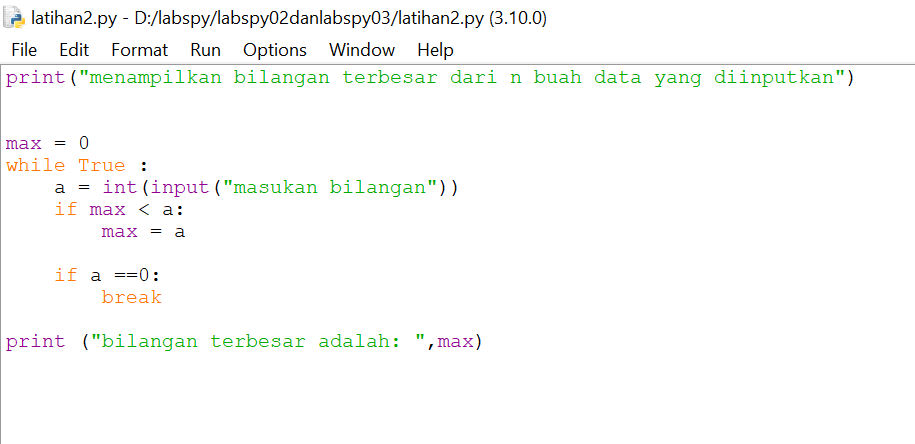 latihan2.py - D:/labspy/labspy02danlabspy03/latihan2.py (3.10.0)
File Edit Format Run Options Window Help
print("menampilkan bilangan terbesar dari n buah data yang diinputkan")
max = 0
while True :
    a = int(input("masukan bilangan"))
    if max < a:
        max = a
    if a ==0:
        break
print ("bilangan terbesar adalah: ",max)